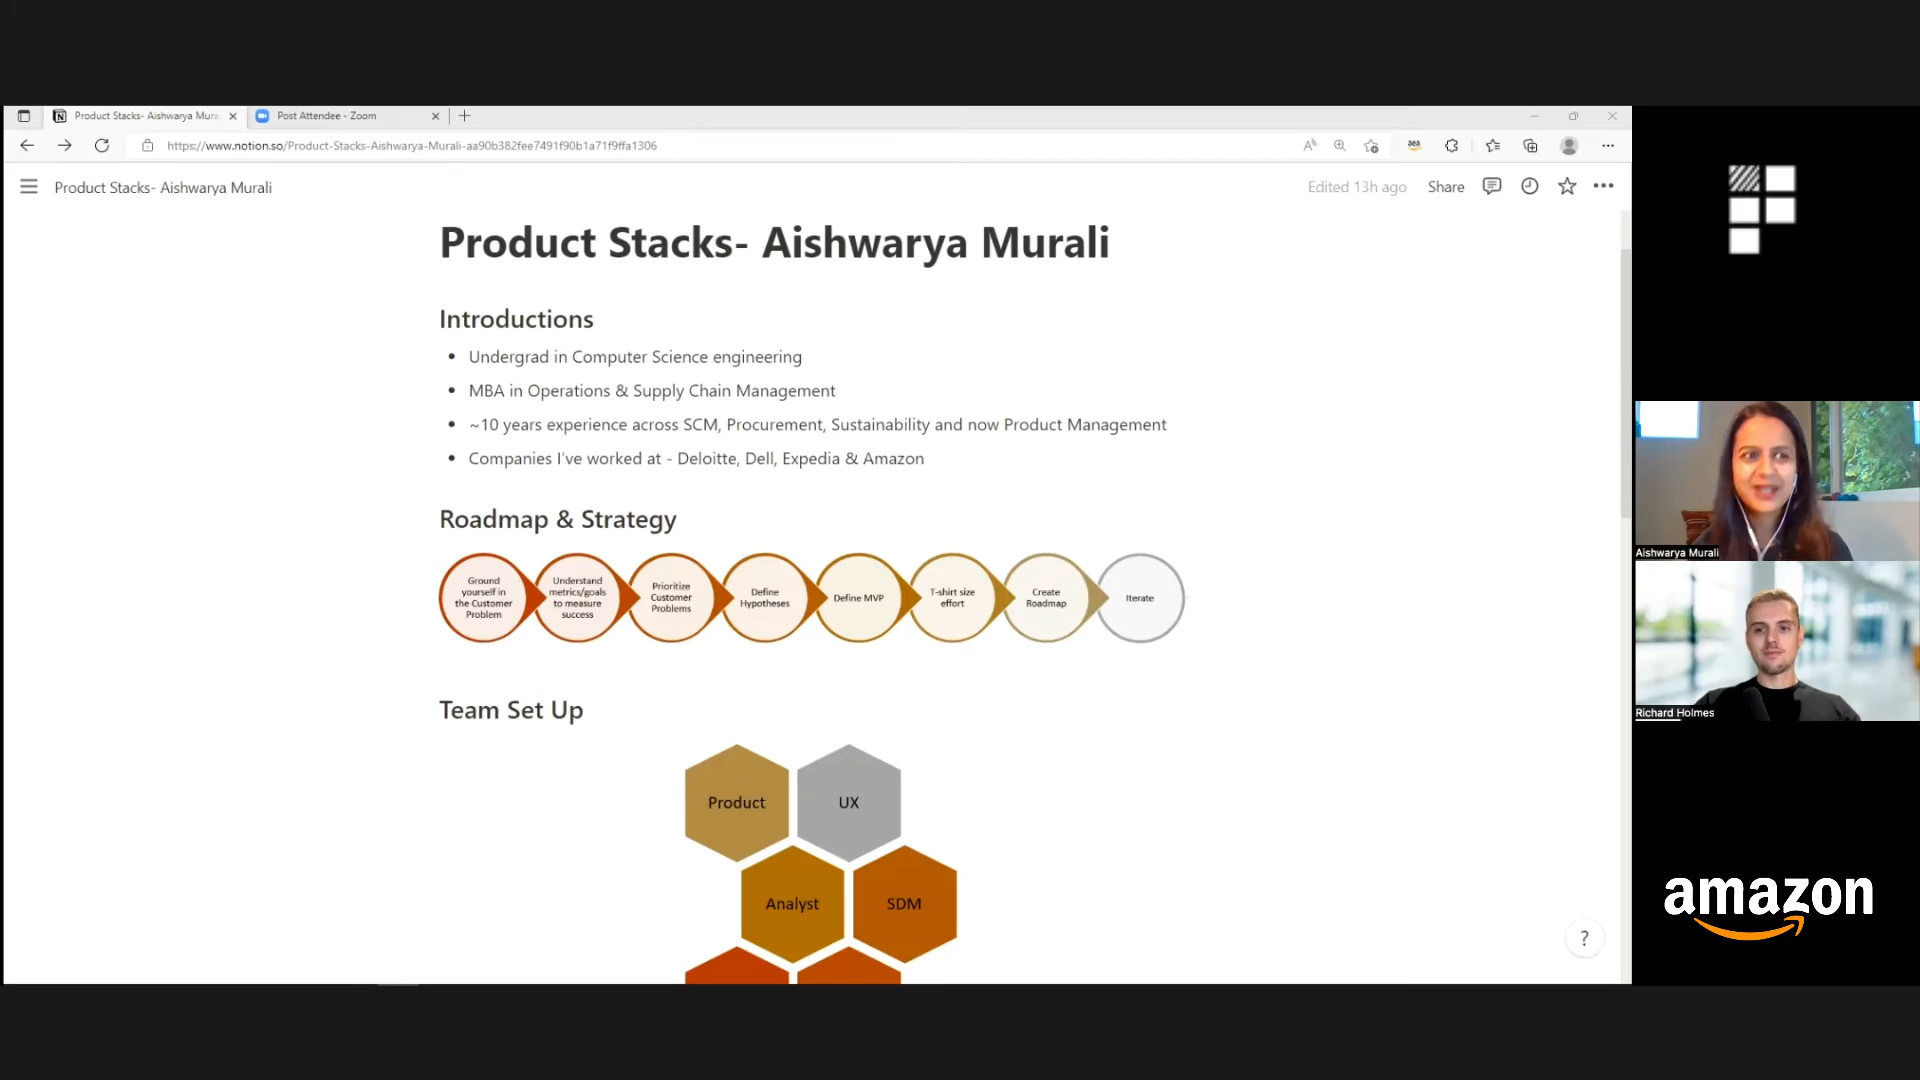 Product Stacks- Aishwarya Mura
Post Attendee - Zoom
https://www.notion.so/Product-Stacks-Aishwarya-Murali-aa90b382fee7491f90b1a71f9ffa1306
Product Stacks- Aishwarya Murali
Edited 13h ago
Share
Product Stacks- Aishwarya Murali
Introductions
• Undergrad in Computer Science engineering
• MBA in Operations & Supply Chain Management
• ~10 years experience across SCM, Procurement, Sustainability and now Product Management
• Companies I've worked at - Deloitte, Dell, Expedia & Amazon
Roadmap & Strategy
Ground
yourself in
the Customer
Problem
Understand
metrics/goals
to measure
success
Prioritize
Customer
Problems
Define
Hypotheses
Define MVP
T-shirt size
effort
Create
Roadmap
Iterate
Team Set Up
Product
UX
Analyst
SDM
?
Aishwarya Murali
Richard Holmes
amazon